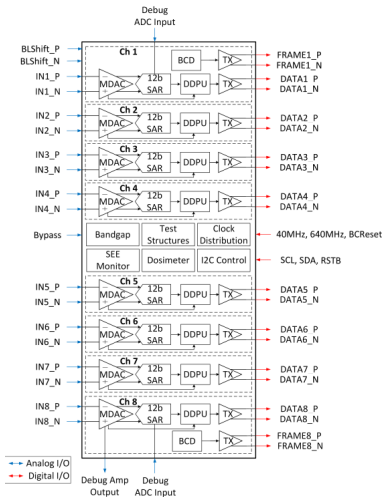 Debug
ADC Input
BLShift_P
BLShift_N
Ch 1
BCD
TX
FRAME1_P
FRAME1_N
IN1_P
IN1_N
MDAC
12b
SAR
DDPU
TX
DATA1_P
DATA1_N
Ch 2
IN2_P
IN2_N
MDAC
12b
SAR
DDPU
TX
DATA2_P
DATA2_N
Ch 3
IN3_P
IN3_N
MDAC
12b
SAR
DDPU
TX
DATA3_P
DATA3_N
Ch 4
IN4_P
IN4_N
MDAC
12b
SAR
DDPU
TX
DATA4_P
DATA4_N
Bypass
Bandgap
Test
Structures
Clock
Distribution
40MHz, 640MHz, BCReset
SEE
Monitor
Dosimeter
I2C Control
SCL, SDA, RSTB
Ch 5
IN5_P
IN5_N
MDAC
12b
SAR
DDPU
TX
DATA5_P
DATA5_N
Ch 6
IN6_P
IN6_N
MDAC
12b
SAR
DDPU
TX
DATA6_P
DATA6_N
Ch 7
IN7_P
IN7_N
MDAC
12b
SAR
DDPU
TX
DATA7_P
DATA7_N
Ch 8
IN8_P
IN8_N
MDAC
12b
SAR
DDPU
TX
DATA8_P
DATA8_N
BCD
TX
FRAME8_P
FRAME8_N
Analog I/O
Digital I/O
Debug Amp
Output
Debug
ADC Input